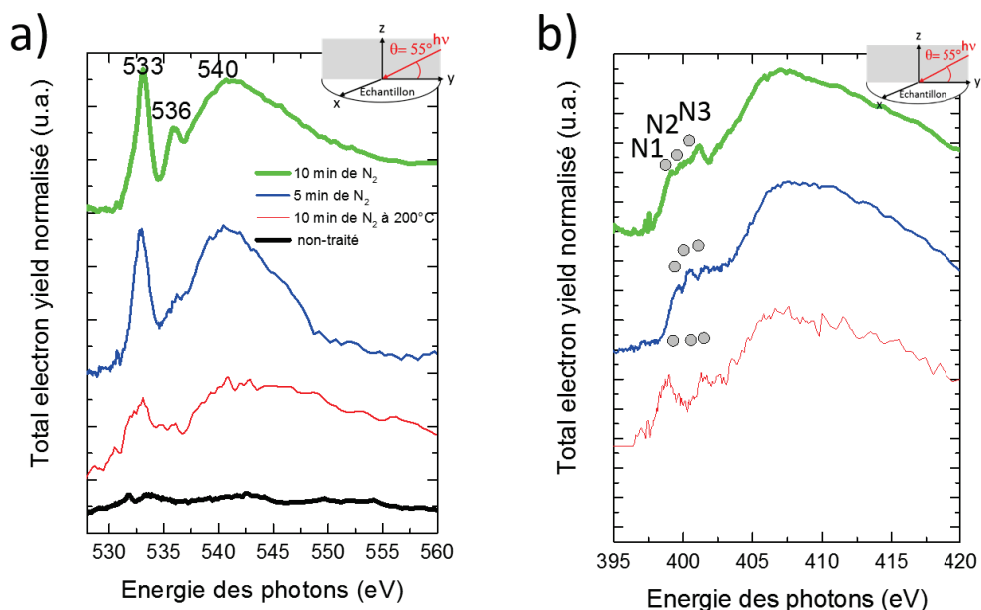 a)
z
hν
θ= 55°
y
x
Echantillon
533
540
536
10 min de N₂
5 min de N₂
10 min de N₂ à 200°C
non-traité
Total electron yield normalisé (u.a.)
530 535 540 545 550 555 560
Energie des photons (eV)
b)
z
hν
θ= 55°
y
x
Echantillon
N1
N2
N3
Total electron yield normalisé (u.a.)
395 400 405 410 415 420
Energie des photons (eV)